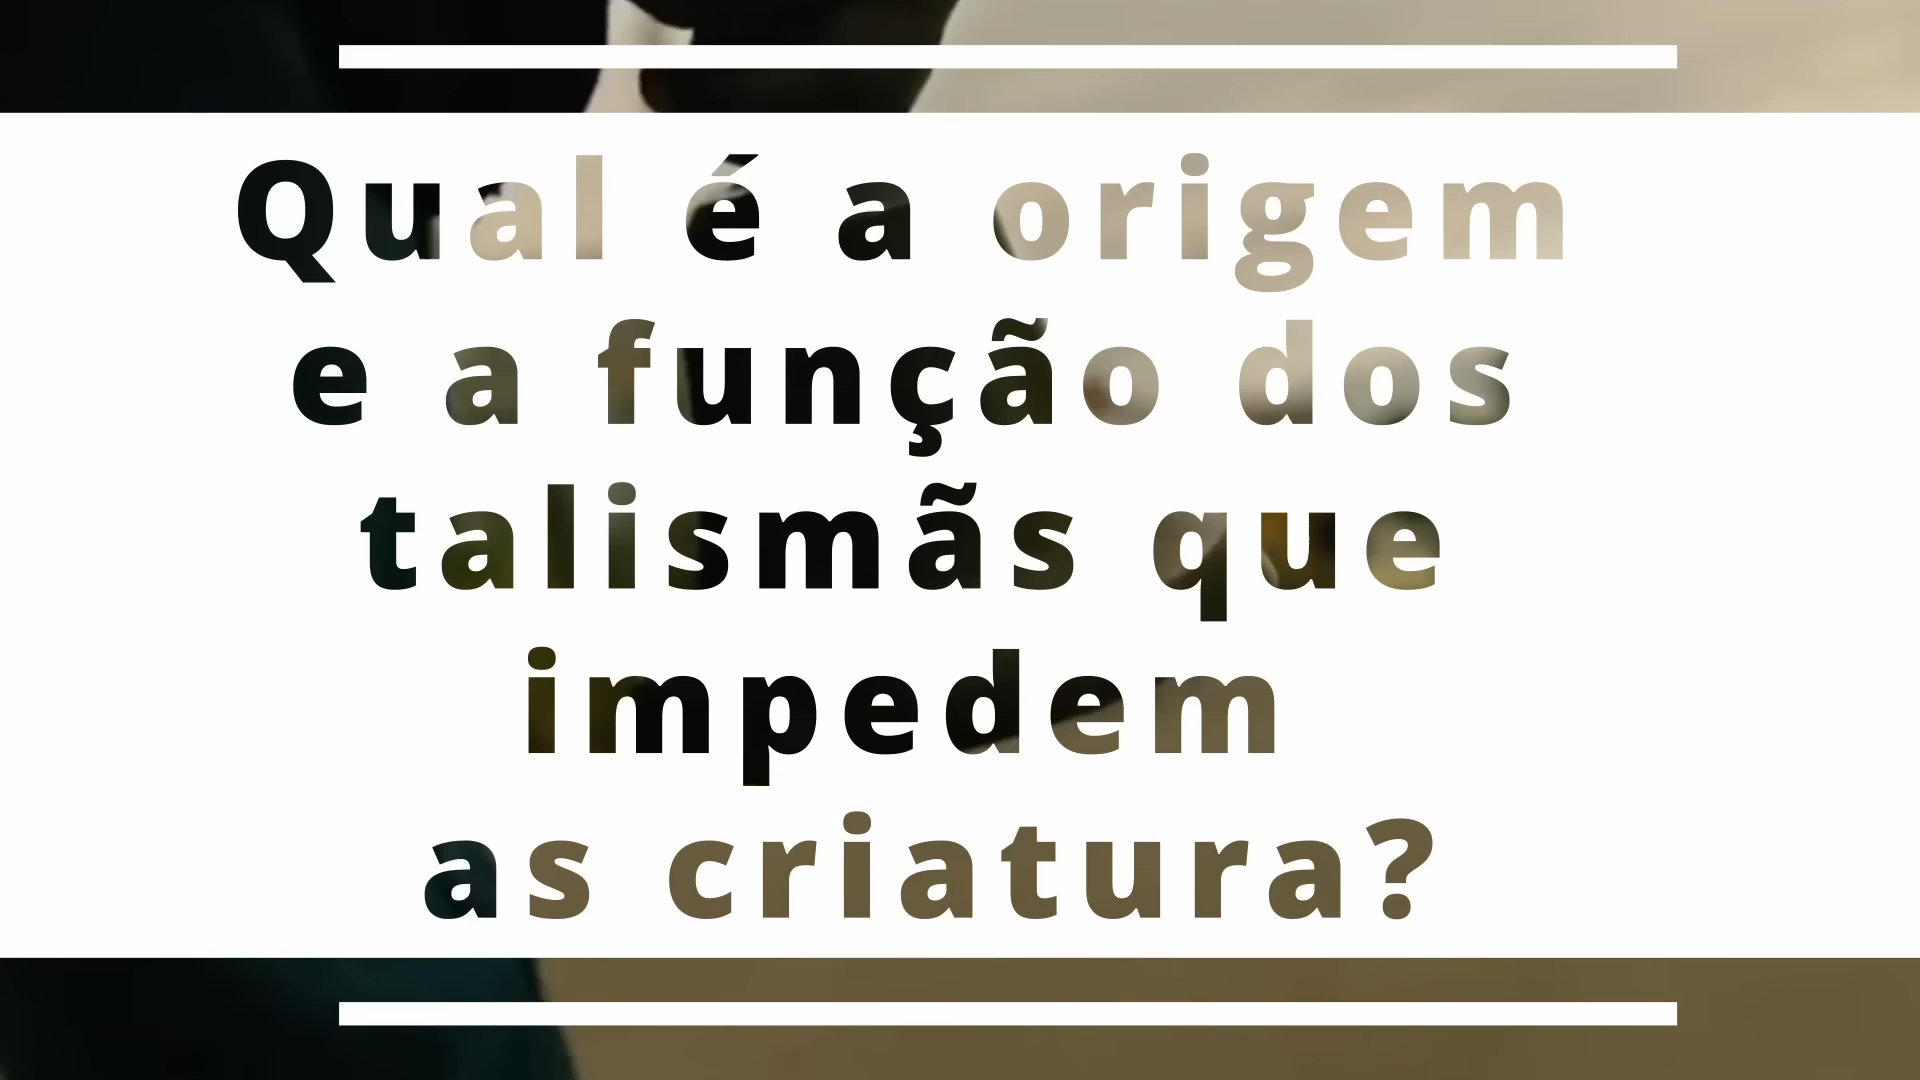 Qual é a origem
e a função dos
talismãs que
impedem
as criatura?